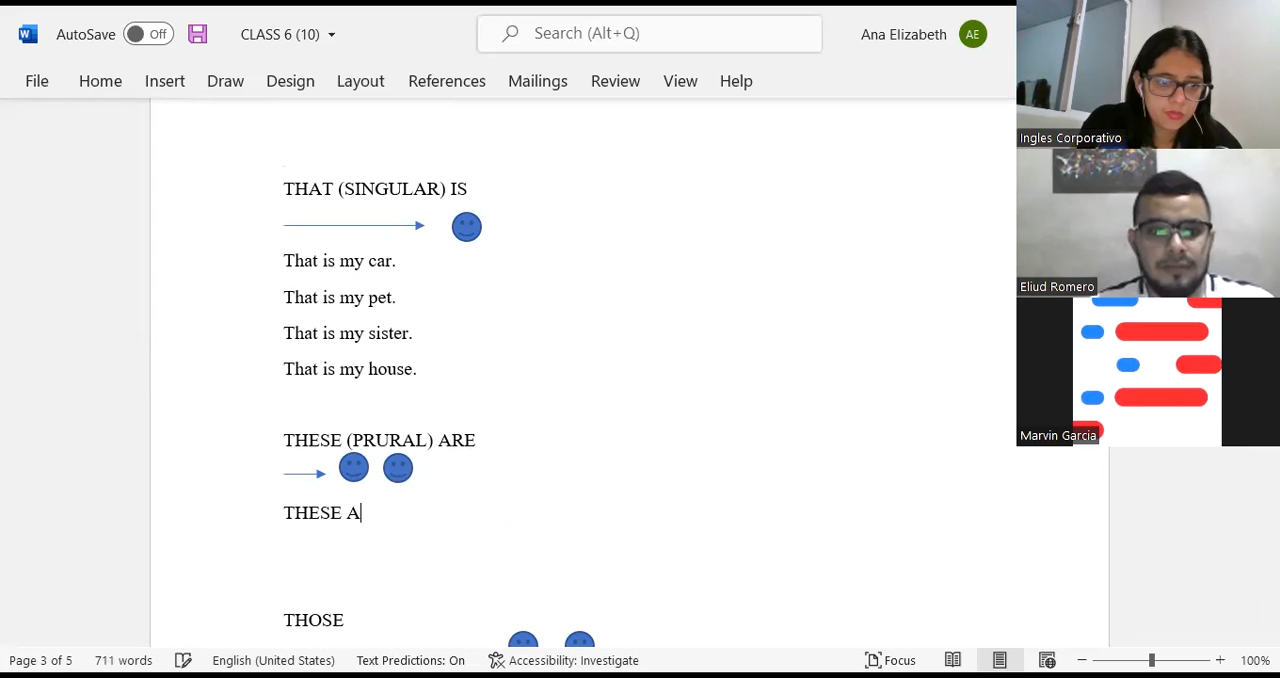 AutoSave Off CLASS 6 (10) Search (Alt+Q) Ana Elizabeth AE
File Home Insert Draw Design Layout References Mailings Review View Help
THAT (SINGULAR) IS
That is my car.
That is my pet.
That is my sister.
That is my house.
THESE (PRURAL) ARE
THESE A
THOSE
Ingles Corporativo
Eliud Romero
Marvin Garcia
Page 3 of 5 711 words English (United States) Text Predictions: On Accessibility: Investigate Focus 100%